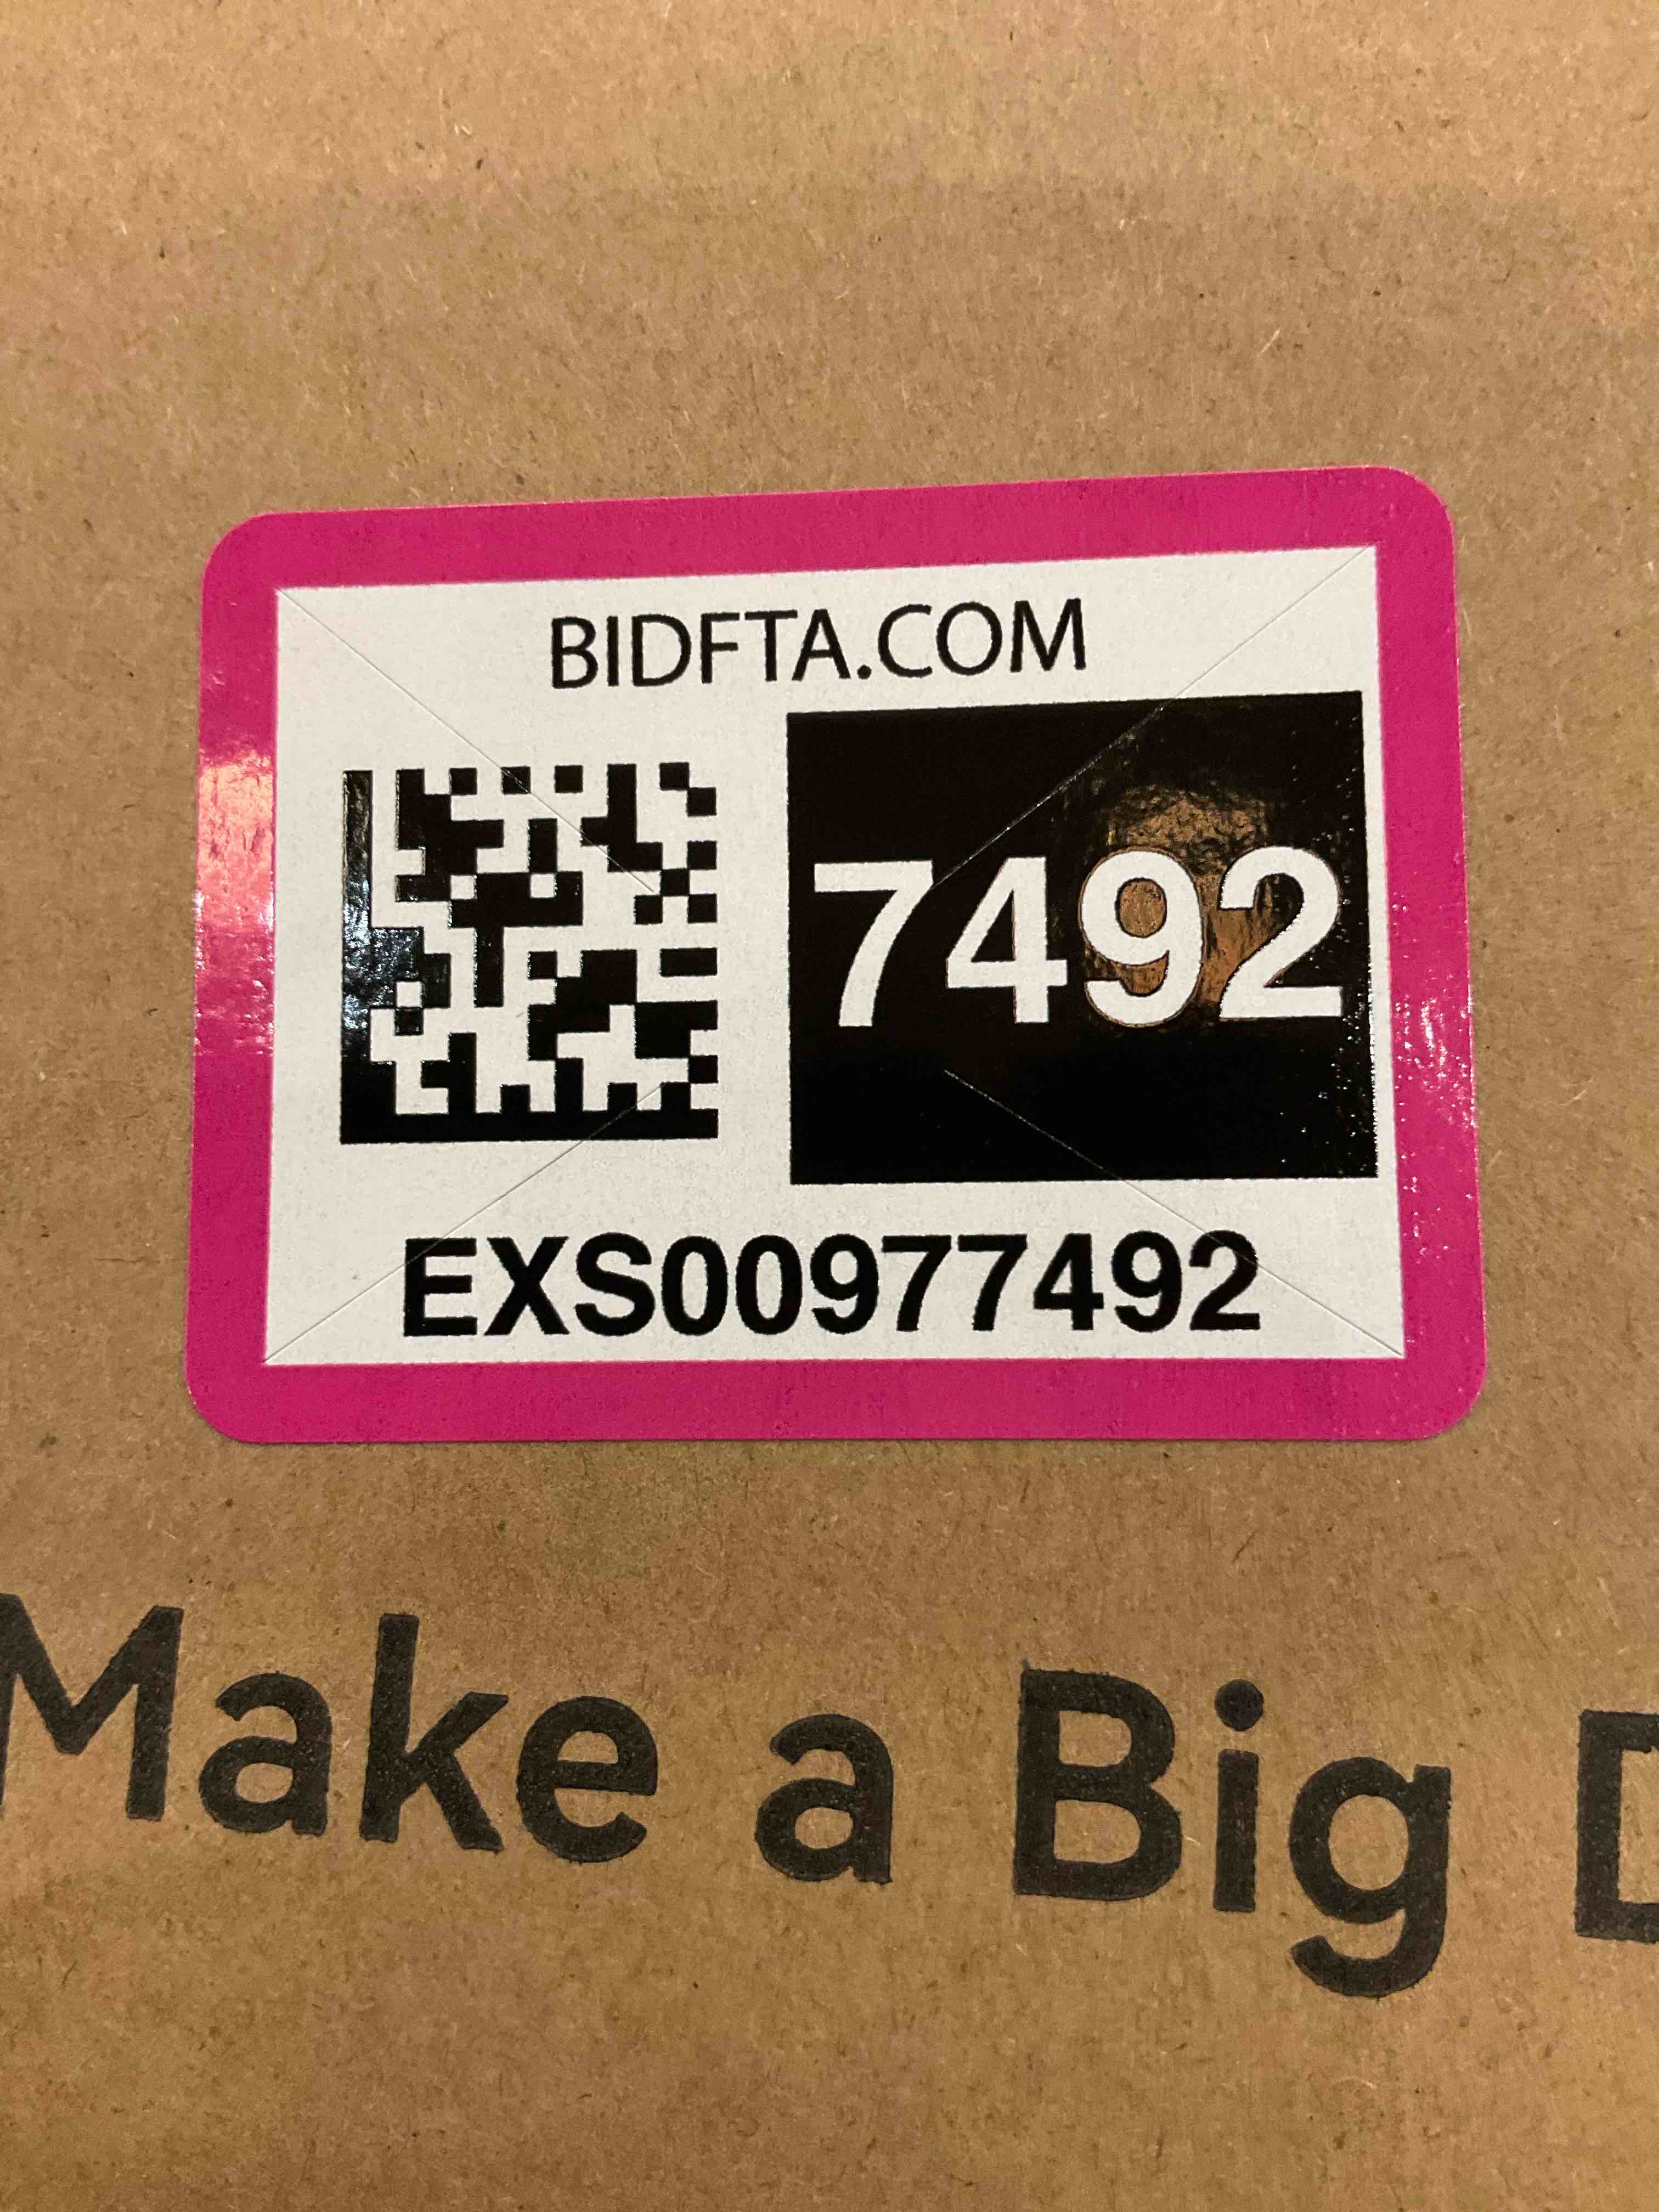 BIDFTA.COM
7492
EXS00977492
Make a Big D